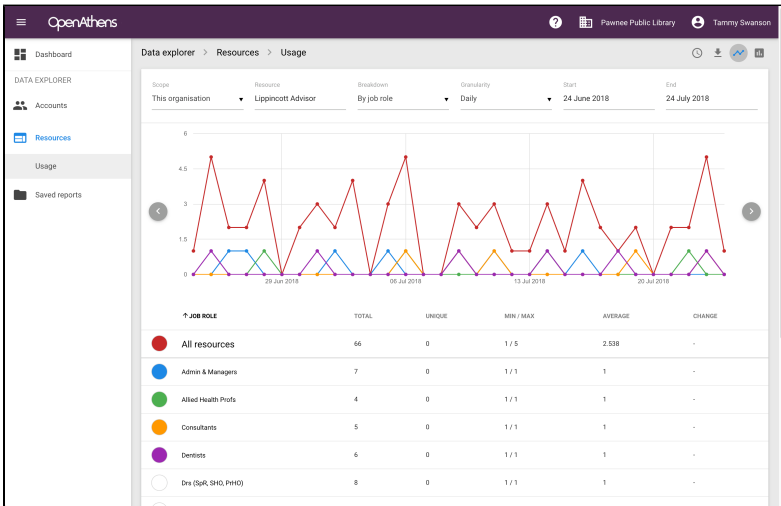 OpenAthens
Pawnee Public Library
Tammy Swanson
Dashboard
DATA EXPLORER
Accounts
Resources
Usage
Saved reports
Data explorer > Resources > Usage
Scope
This organisation
Resource
Lippincott Advisor
Breakdown
By job role
Granularity
Daily
Start
24 June 2018
End
24 July 2018
6
4.5
3
1.5
0
29 Jun 2018
06 Jul 2018
13 Jul 2018
20 Jul 2018
↑ JOB ROLE TOTAL UNIQUE MIN / MAX AVERAGE CHANGE
All resources 66 0 1 / 5 2.538 -
Admin & Managers 7 0 1 / 1 1 -
Allied Health Profs 4 0 1 / 1 1 -
Consultants 5 0 1 / 1 1 -
Dentists 6 0 1 / 1 1 -
Drs (SpR, SHO, PrHO) 8 0 1 / 1 1 -